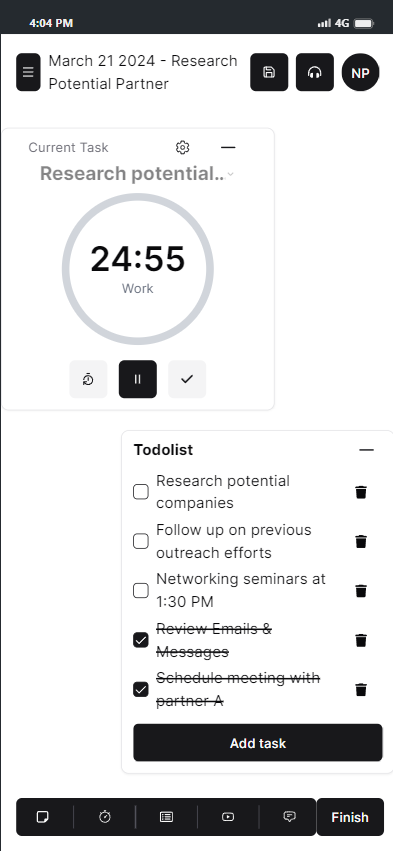 4:04 PM 4G
March 21 2024 - Research
Potential Partner
NP
Current Task
Research potential..
24:55
Work
Todolist
Research potential
companies
Follow up on previous
outreach efforts
Networking seminars at
1:30 PM
Review Emails &
Messages
Schedule meeting with
partner A
Add task
Finish